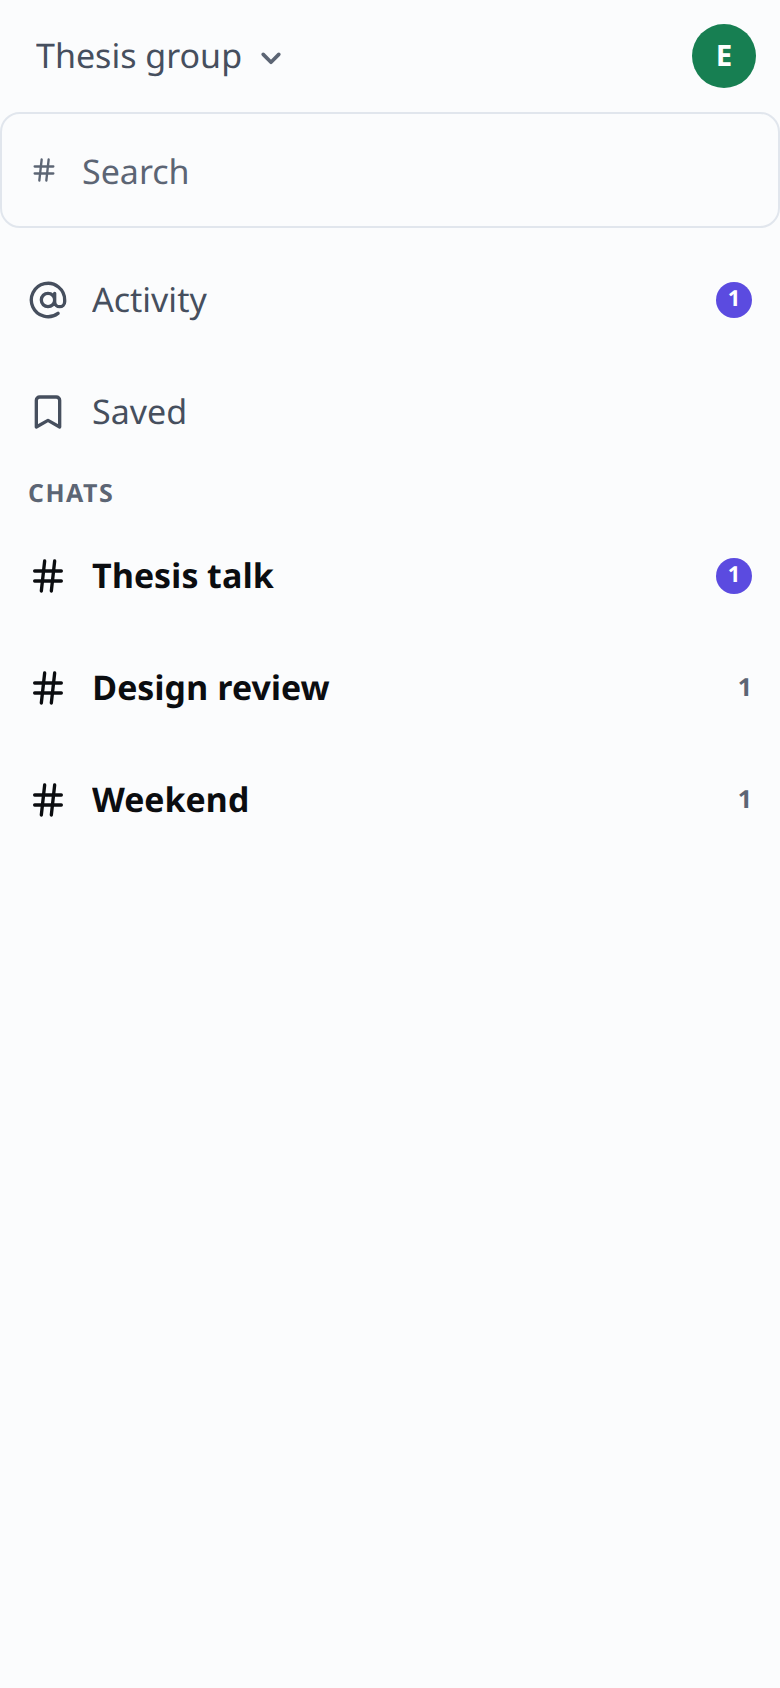 Thesis group
E
# Search
Activity 1
Saved
CHATS
# Thesis talk 1
# Design review 1
# Weekend 1